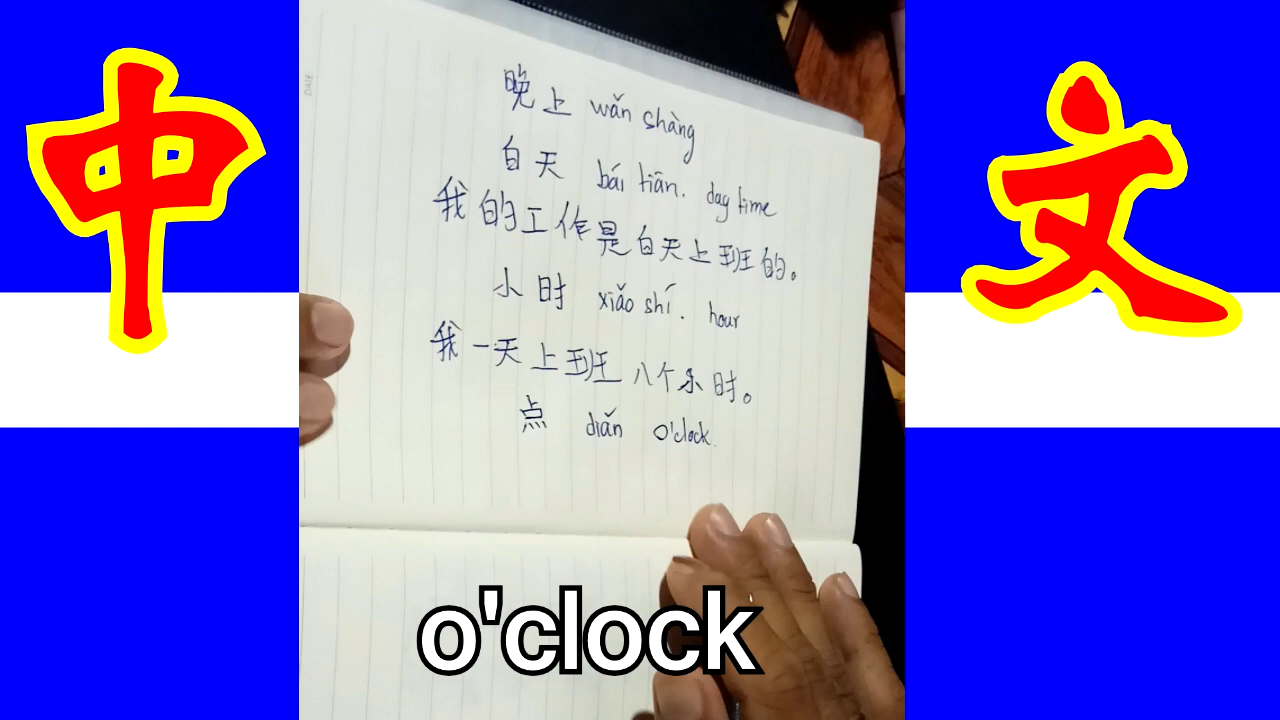 中 文
DATE
晚上 wǎn shàng
白天 bái tiān. day time
我的工作是白天上班的。
小时 xiǎo shí. hour
我一天上班八个小时。
点 diǎn o'clock.
o'clock